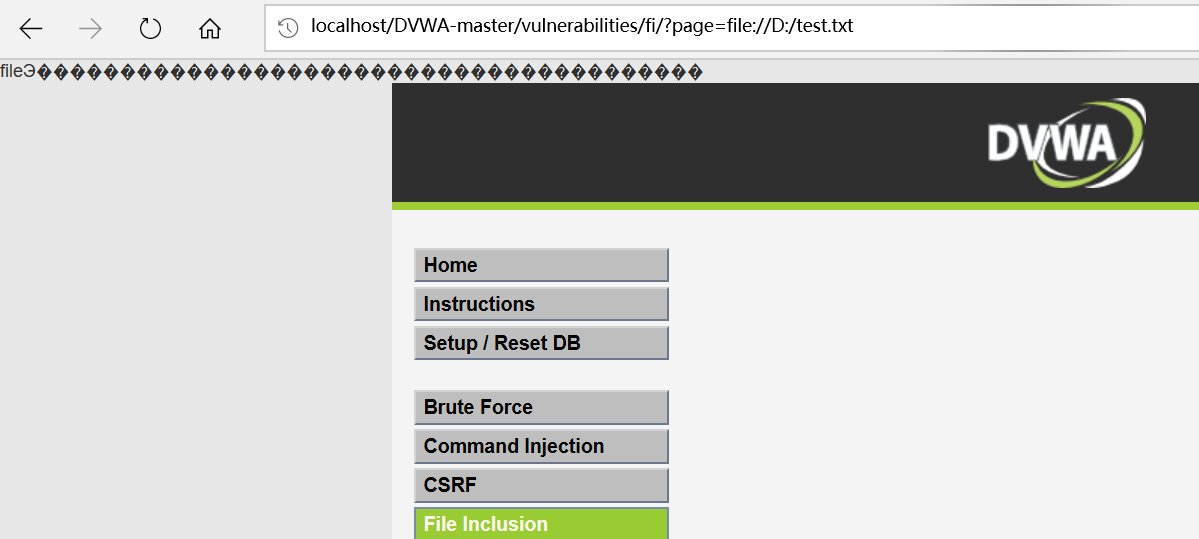 localhost/DVWA-master/vulnerabilities/fi/?page=file://D:/test.txt
fileЭ����������������������������������������
DVWA
Home
Instructions
Setup / Reset DB
Brute Force
Command Injection
CSRF
File Inclusion